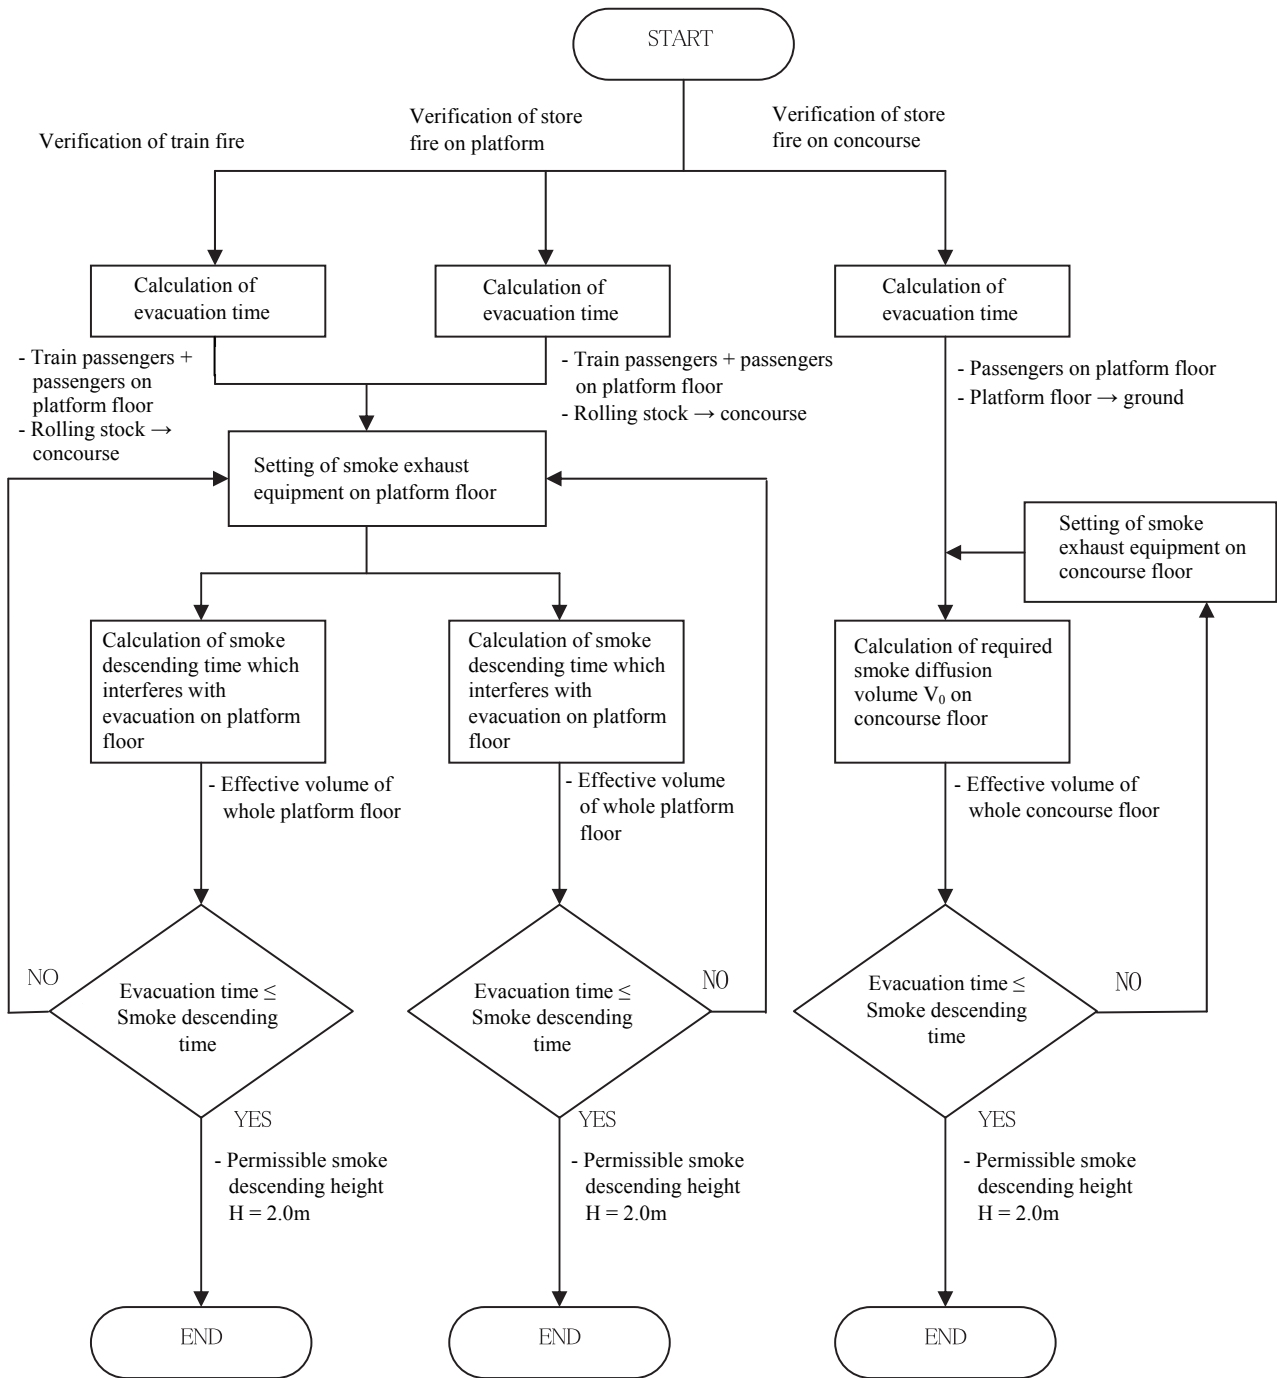 START
Verification of train fire
Verification of store
fire on platform
Verification of store
fire on concourse
Calculation of
evacuation time
Calculation of
evacuation time
Calculation of
evacuation time
- Train passengers +
passengers on
platform floor
- Rolling stock →
concourse
- Train passengers + passengers
on platform floor
- Rolling stock → concourse
- Passengers on platform floor
- Platform floor → ground
Setting of smoke exhaust
equipment on platform floor
Setting of smoke
exhaust equipment on
concourse floor
Calculation of smoke
descending time which
interferes with
evacuation on platform
floor
Calculation of smoke
descending time which
interferes with
evacuation on platform
floor
Calculation of required
smoke diffusion
volume V₀ on
concourse floor
- Effective volume of
whole platform floor
- Effective volume
of whole platform
floor
- Effective volume of
whole concourse floor
NO
Evacuation time ≤
Smoke descending
time
Evacuation time ≤
Smoke descending
time
NO
Evacuation time ≤
Smoke descending
time
NO
YES
YES
YES
- Permissible smoke
descending height
H = 2.0m
- Permissible smoke
descending height
H = 2.0m
- Permissible smoke
descending height
H = 2.0m
END
END
END